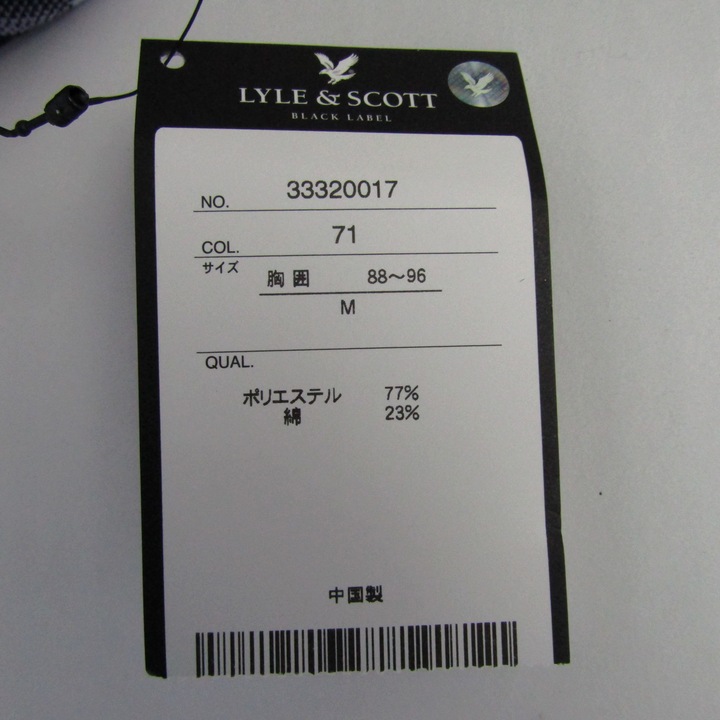 LYLE & SCOTT
BLACK LABEL
NO. 33320017
COL. 71
サイズ
胸囲 88～96
M
QUAL.
ポリエステル 77%
綿 23%
中国製